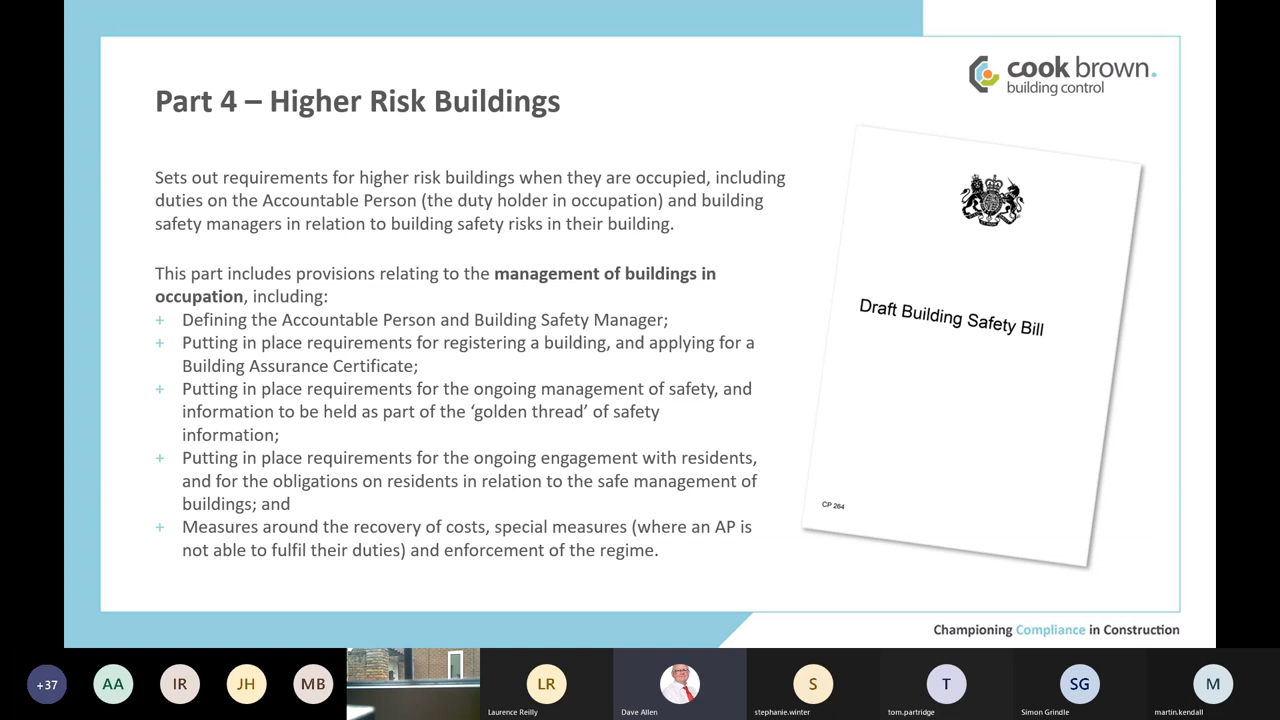 cook brown.
building control
Part 4 – Higher Risk Buildings
Sets out requirements for higher risk buildings when they are occupied, including
duties on the Accountable Person (the duty holder in occupation) and building
safety managers in relation to building safety risks in their building.
This part includes provisions relating to the management of buildings in
occupation, including:
+ Defining the Accountable Person and Building Safety Manager;
+ Putting in place requirements for registering a building, and applying for a
Building Assurance Certificate;
+ Putting in place requirements for the ongoing management of safety, and
information to be held as part of the ‘golden thread’ of safety
information;
+ Putting in place requirements for the ongoing engagement with residents,
and for the obligations on residents in relation to the safe management of
buildings; and
+ Measures around the recovery of costs, special measures (where an AP is
not able to fulfil their duties) and enforcement of the regime.
Draft Building Safety Bill
CP 264
Championing Compliance in Construction
+37
AA
IR
JH
MB
LR
Laurence Reilly
Dave Allen
S
stephanie.winter
T
tom.partridge
SG
Simon Grindle
M
martin.kendall